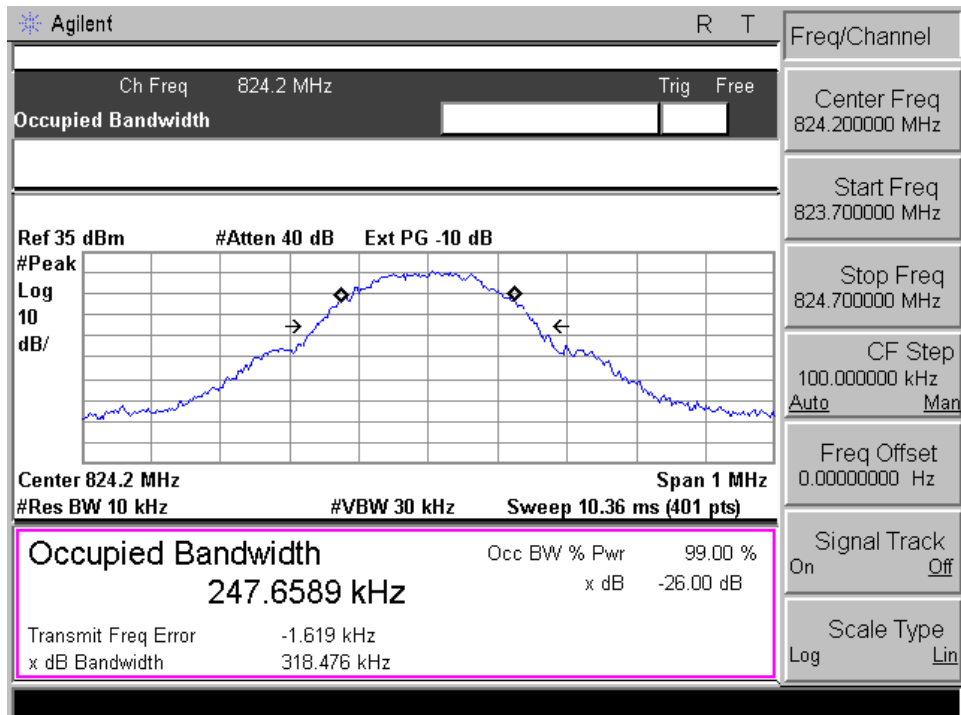 Agilent R T
Ch Freq 824.2 MHz Trig Free
Occupied Bandwidth
Ref 35 dBm #Atten 40 dB Ext PG -10 dB
#Peak
Log
10
dB/
Center 824.2 MHz Span 1 MHz
#Res BW 10 kHz #VBW 30 kHz Sweep 10.36 ms (401 pts)
Occupied Bandwidth Occ BW % Pwr 99.00 %
247.6589 kHz x dB -26.00 dB
Transmit Freq Error -1.619 kHz
x dB Bandwidth 318.476 kHz
Freq/Channel
Center Freq
824.200000 MHz
Start Freq
823.700000 MHz
Stop Freq
824.700000 MHz
CF Step
100.000000 kHz
Auto Man
Freq Offset
0.00000000 Hz
Signal Track
On Off
Scale Type
Log Lin